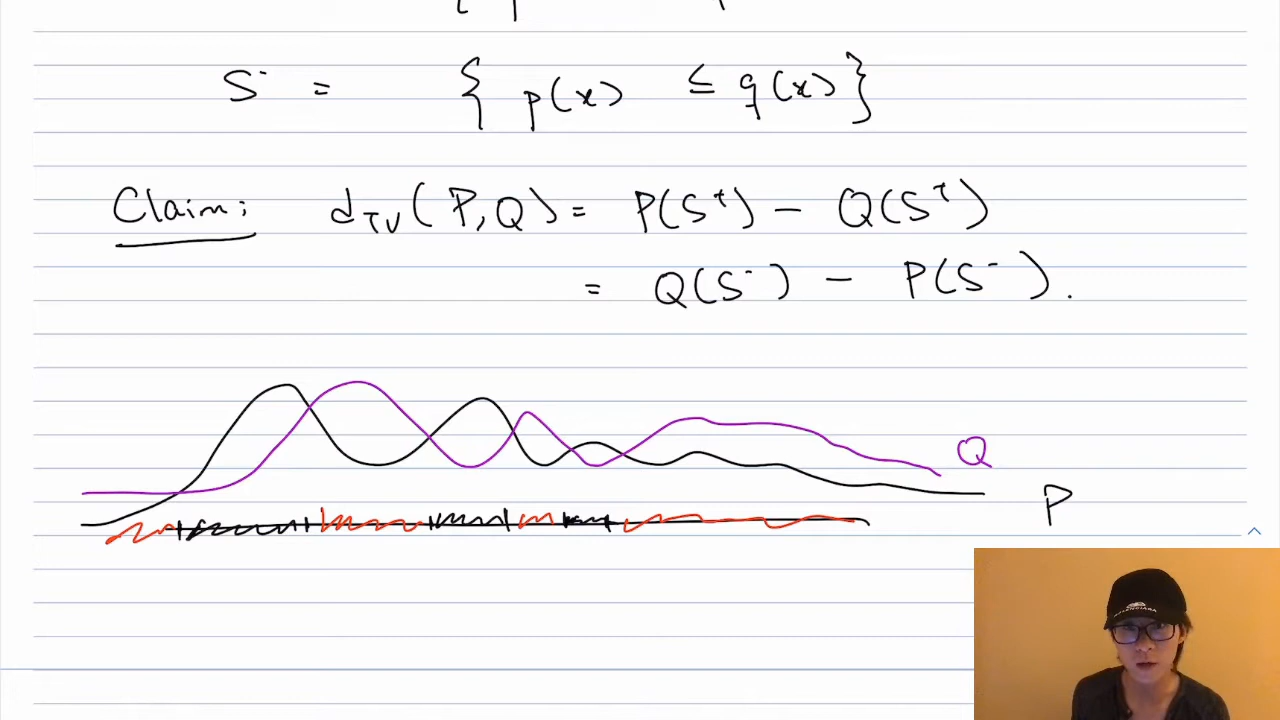 S⁻ = { p(x) ≤ q(x) }
Claim: d_TV(P, Q) = P(S⁺) − Q(S⁺)
= Q(S⁻) − P(S⁻).
Q
P